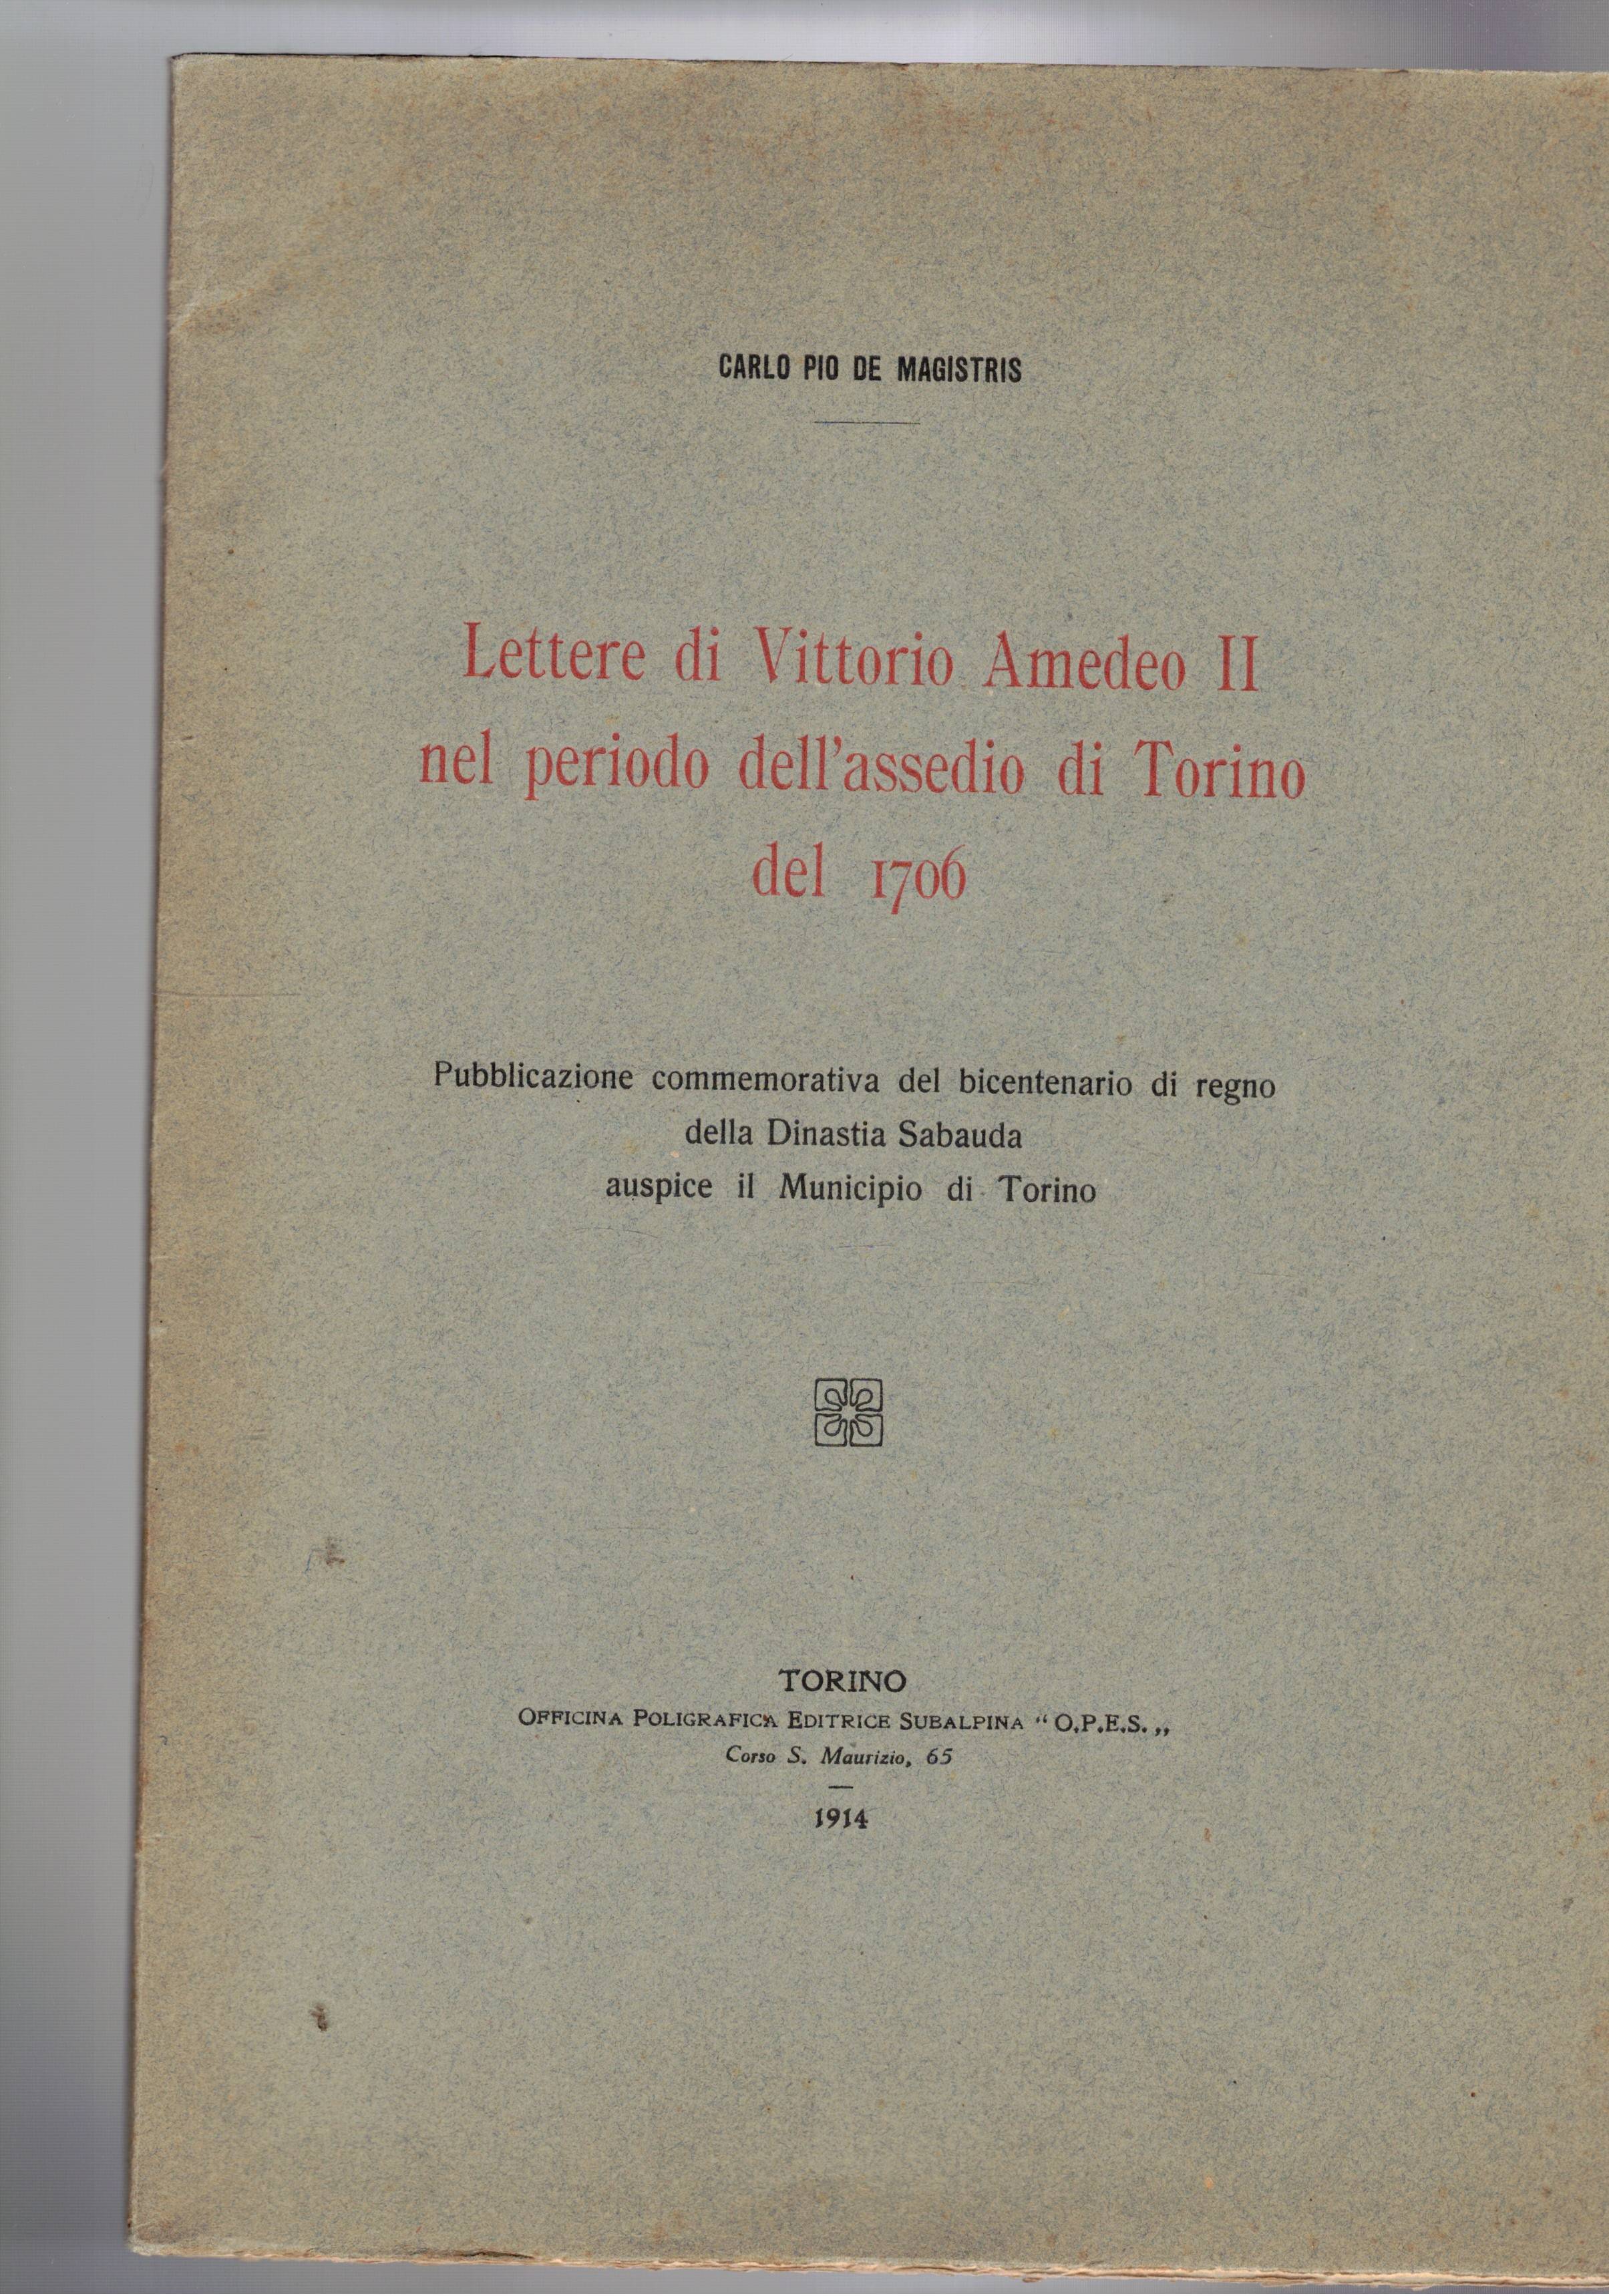 CARLO PIO DE MAGISTRIS
Lettere di Vittorio Amedeo II
nel periodo dell'assedio di Torino
del 1706
Pubblicazione commemorativa del bicentenario di regno
della Dinastia Sabauda
auspice il Municipio di Torino
TORINO
OFFICINA POLIGRAFICA EDITRICE SUBALPINA “ O.P.E.S. „
Corso S. Maurizio, 65
1914